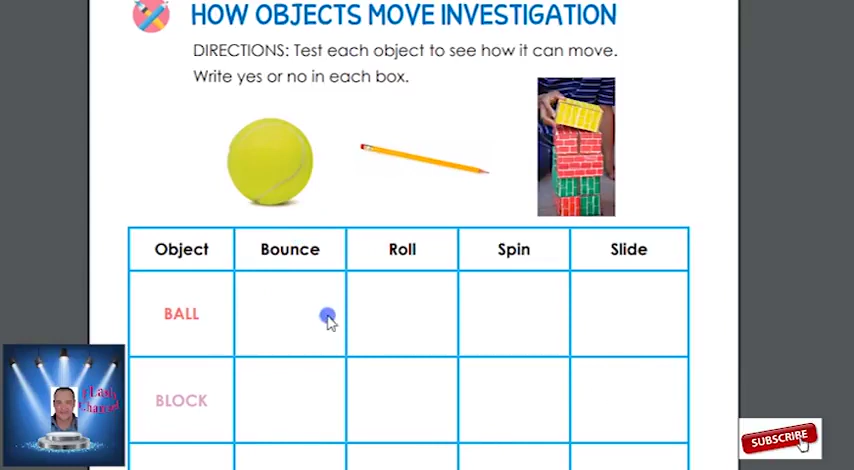 HOW OBJECTS MOVE INVESTIGATION
DIRECTIONS: Test each object to see how it can move.
Write yes or no in each box.
Object Bounce Roll Spin Slide
BALL
BLOCK
SUBSCRIBE